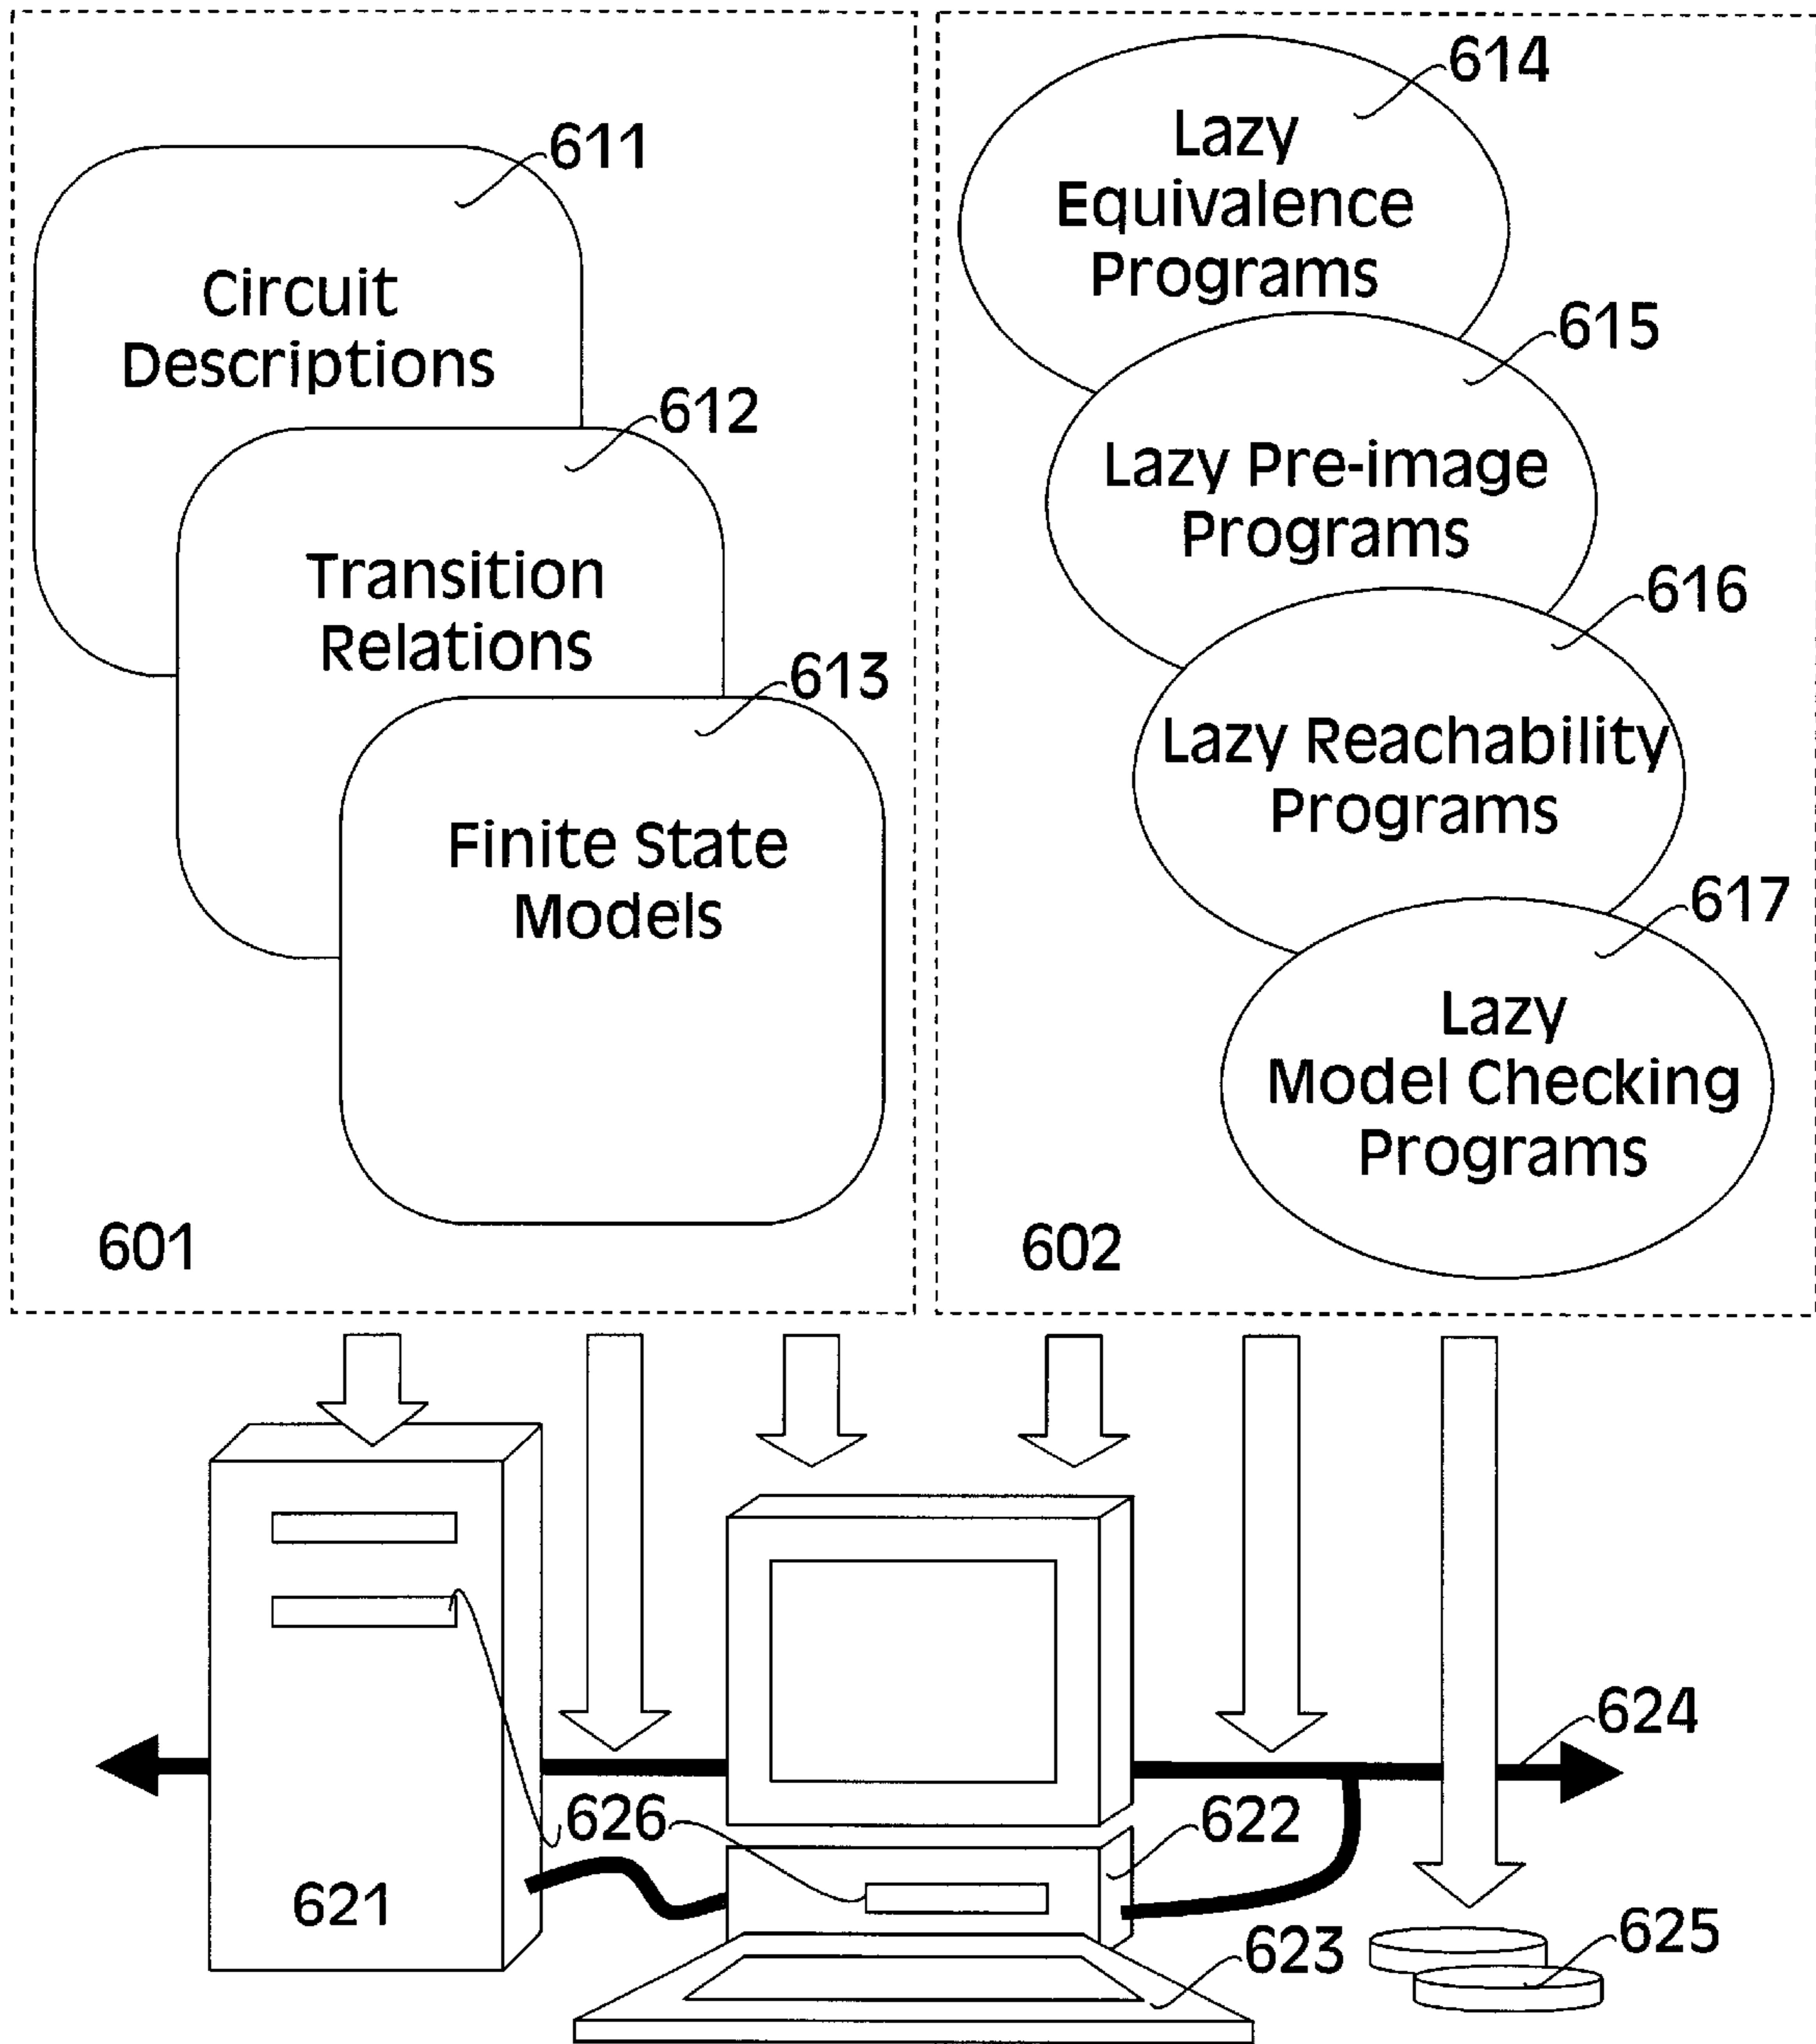 611
Circuit
Descriptions
612
Transition
Relations
613
Finite State
Models
601
614
Lazy
Equivalence
Programs
615
Lazy Pre-image
Programs
616
Lazy Reachability
Programs
617
Lazy
Model Checking
Programs
602
624
626
622
621
623
625